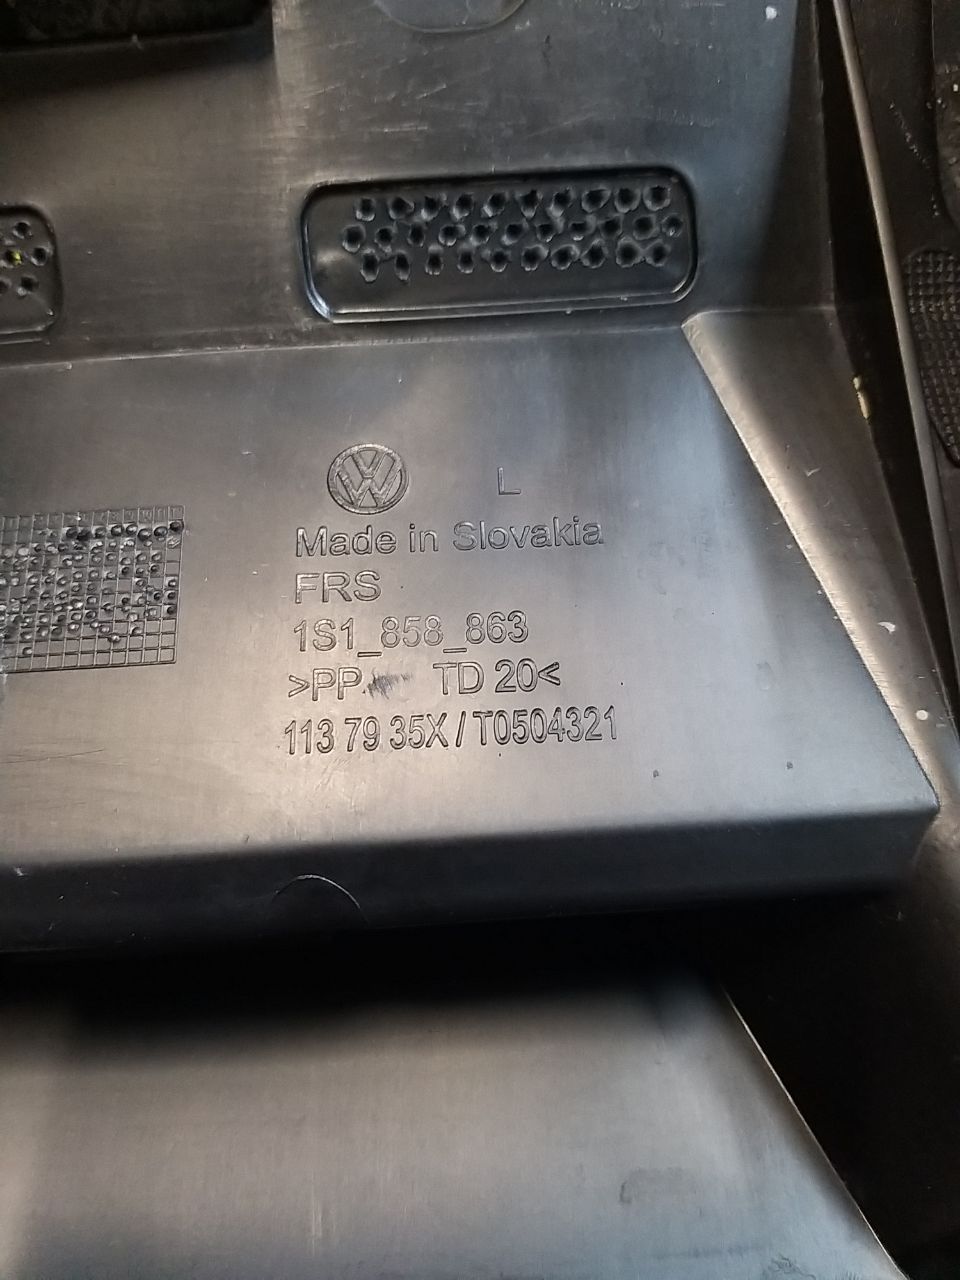 L
Made in Slovakia
FRS
1S1_858_863
>PP TD 20<
113 79 35X / T0504321